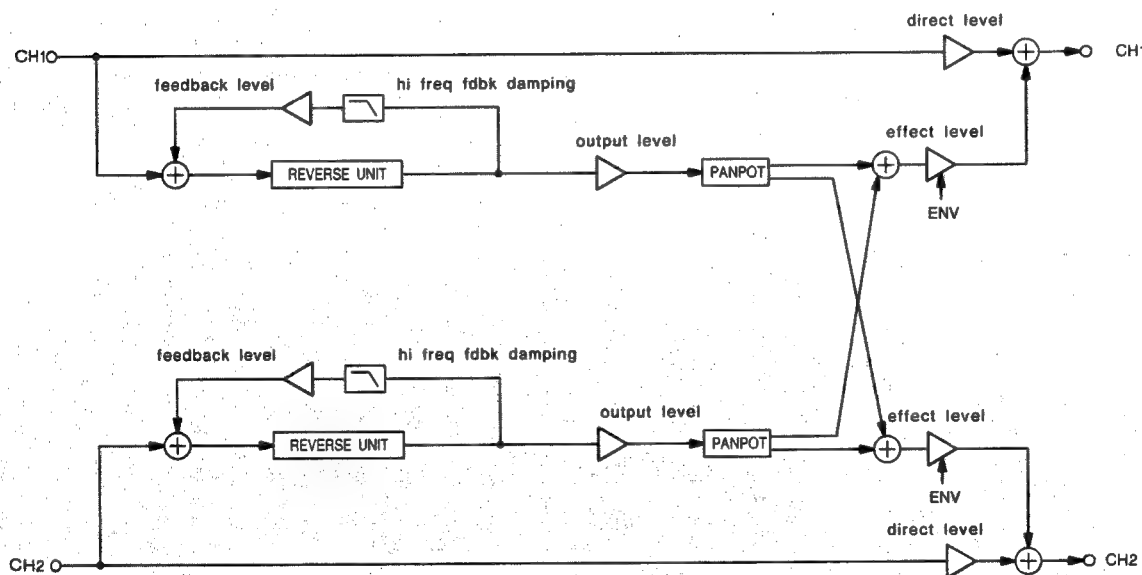 direct level
CH1
CH1
feedback level
hi freq fdbk damping
output level
effect level
REVERSE UNIT
PANPOT
ENV
feedback level
hi freq fdbk damping
output level
effect level
REVERSE UNIT
PANPOT
ENV
direct level
CH2
CH2